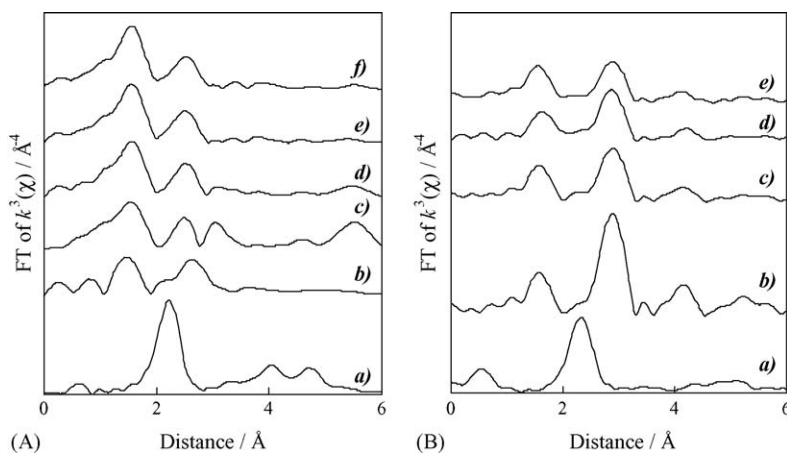 f)
e)
d)
c)
b)
a)
FT of k³(χ) / Å⁻⁴
0 2 4 6
(A) Distance / Å
e)
d)
c)
b)
a)
FT of k³(χ) / Å⁻⁴
0 2 4 6
(B) Distance / Å